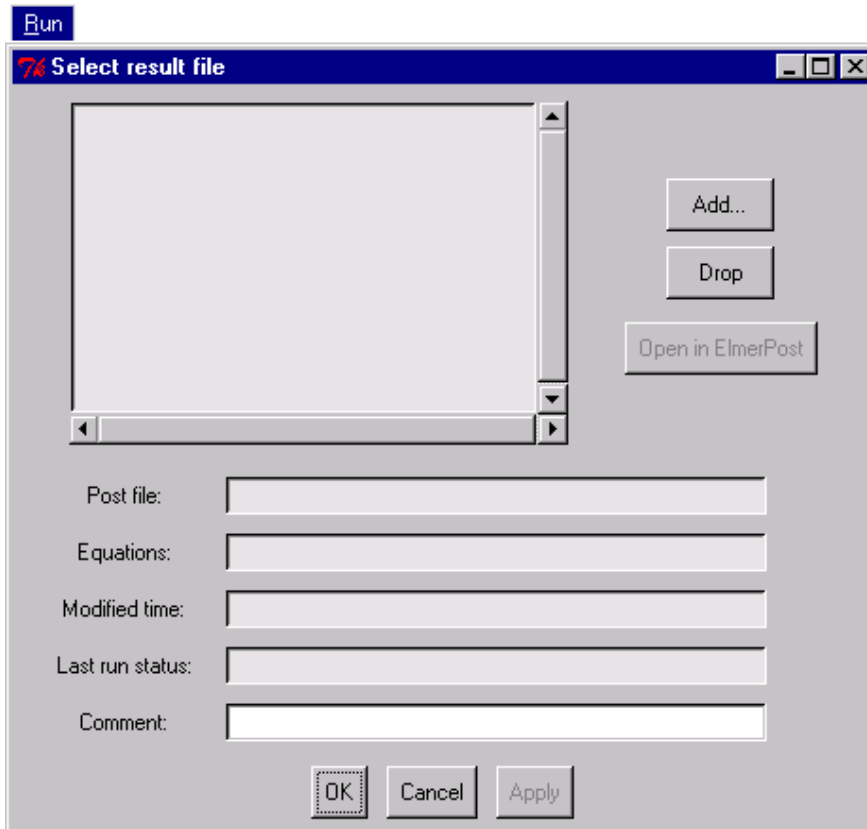 Run
Select result file
Add...
Drop
Open in ElmerPost
Post file:
Equations:
Modified time:
Last run status:
Comment:
OK Cancel Apply